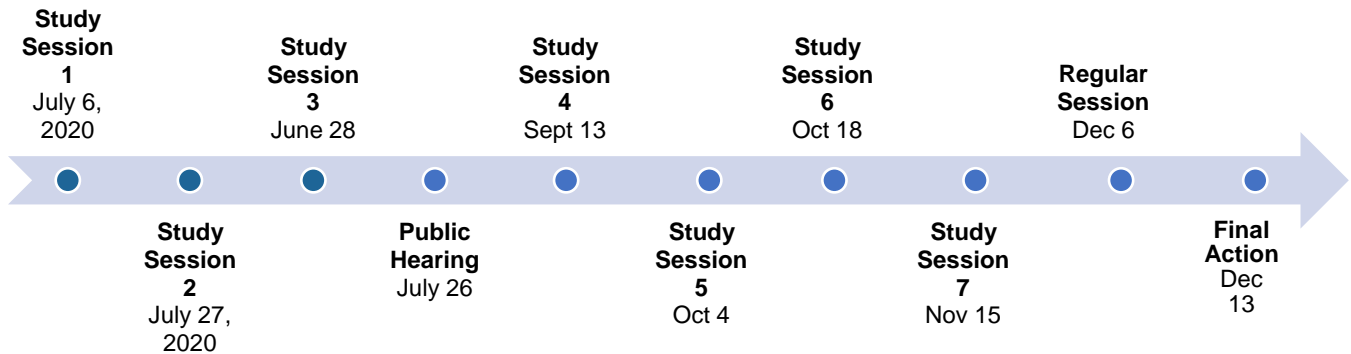 Study
Session
1
July 6,
2020
Study
Session
2
July 27,
2020
Study
Session
3
June 28
Public
Hearing
July 26
Study
Session
4
Sept 13
Study
Session
5
Oct 4
Study
Session
6
Oct 18
Study
Session
7
Nov 15
Regular
Session
Dec 6
Final
Action
Dec
13